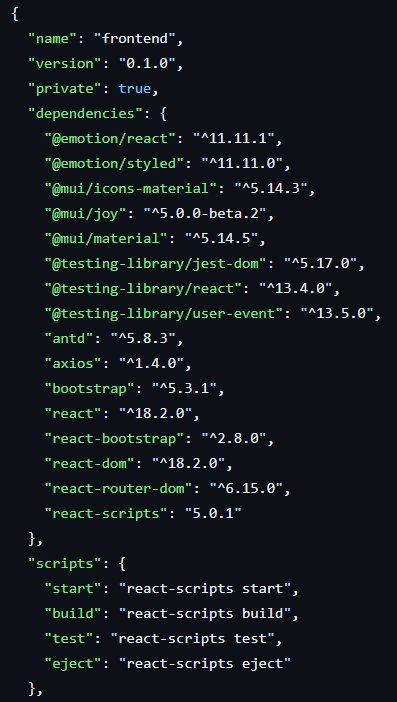 {
"name": "frontend",
"version": "0.1.0",
"private": true,
"dependencies": {
"@emotion/react": "^11.11.1",
"@emotion/styled": "^11.11.0",
"@mui/icons-material": "^5.14.3",
"@mui/joy": "^5.0.0-beta.2",
"@mui/material": "^5.14.5",
"@testing-library/jest-dom": "^5.17.0",
"@testing-library/react": "^13.4.0",
"@testing-library/user-event": "^13.5.0",
"antd": "^5.8.3",
"axios": "^1.4.0",
"bootstrap": "^5.3.1",
"react": "^18.2.0",
"react-bootstrap": "^2.8.0",
"react-dom": "^18.2.0",
"react-router-dom": "^6.15.0",
"react-scripts": "5.0.1"
},
"scripts": {
"start": "react-scripts start",
"build": "react-scripts build",
"test": "react-scripts test",
"eject": "react-scripts eject"
},